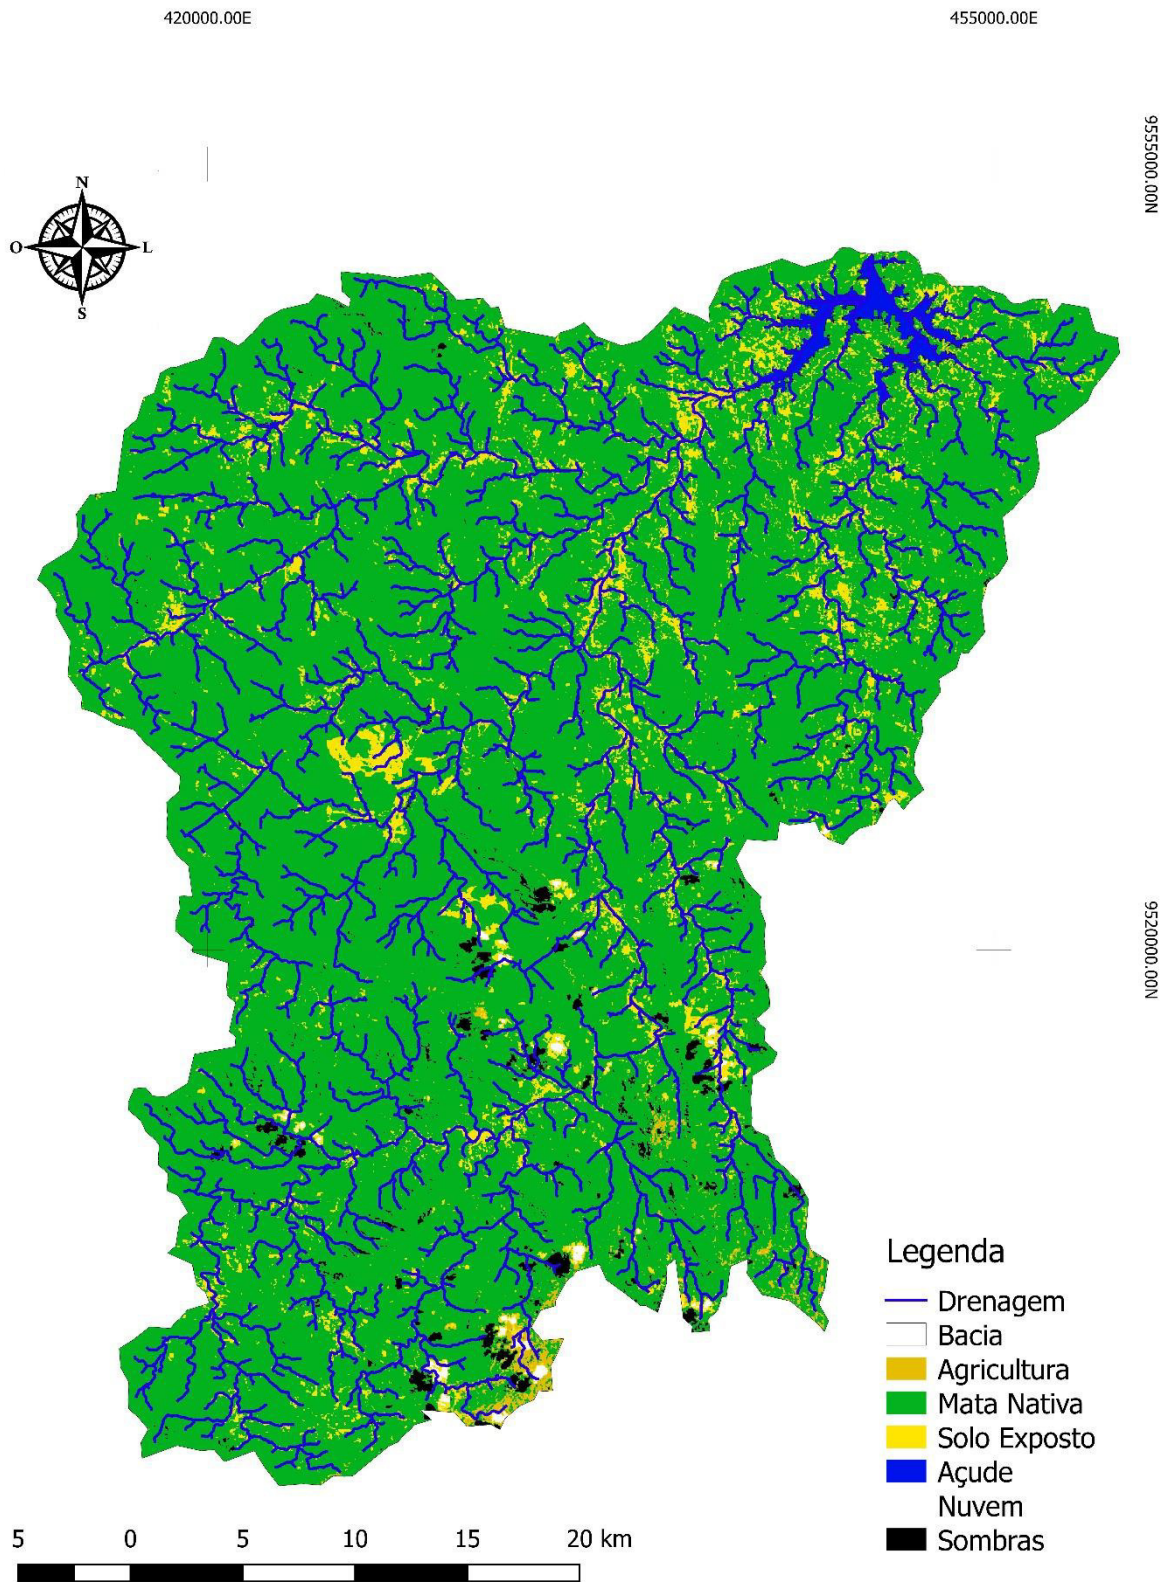 420000.00E 455000.00E
9555000.00N
N
O L
S
9520000.00N
Legenda
Drenagem
Bacia
Agricultura
Mata Nativa
Solo Exposto
Açude
Nuvem
Sombras
5 0 5 10 15 20 km